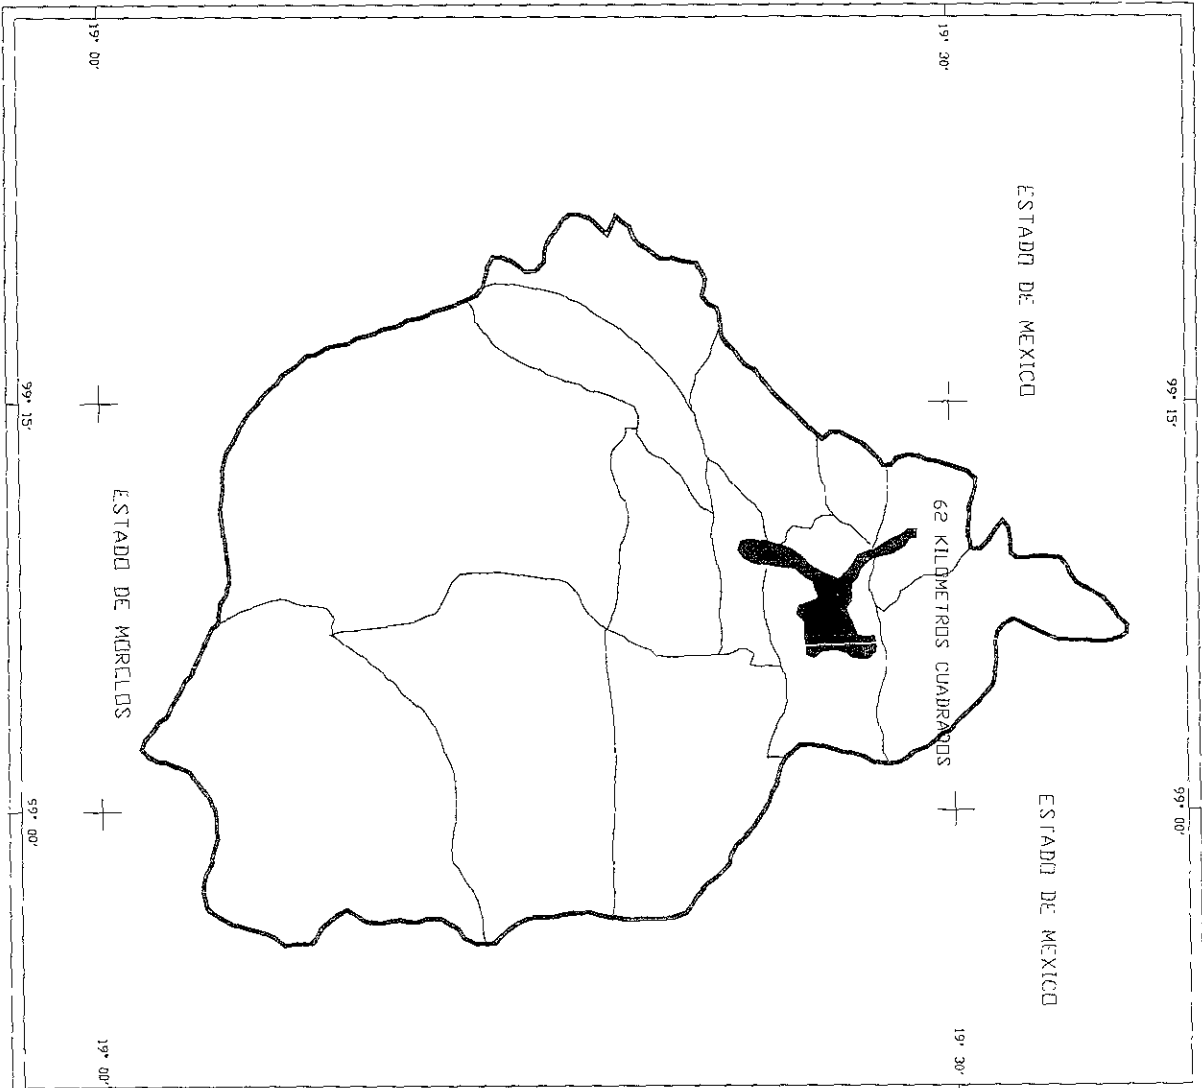 99° 15'
99° 00'
ESTADO DE MEXICO
ESTADO DE MEXICO
19° 30'
19° 30'
62 KILOMETROS CUADRADOS
ESTADO DE MORELOS
19° 00'
19° 00'
99° 15'
99° 00'